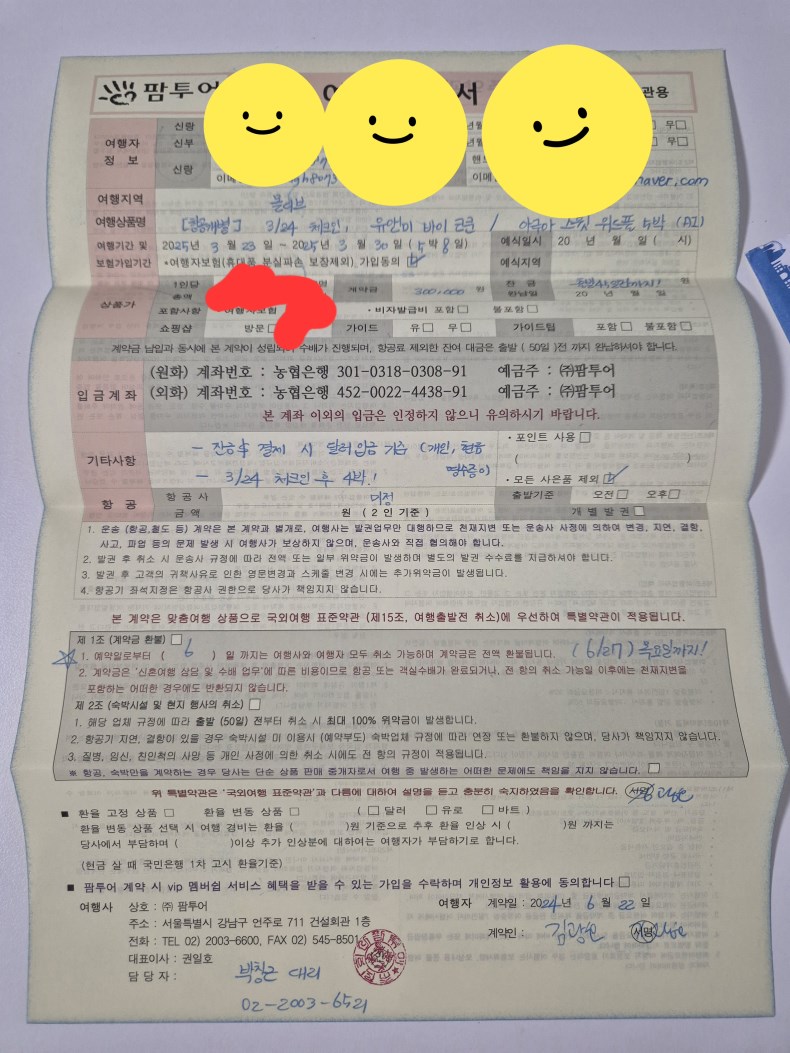 팜투어 여 서 관용
여행자 정 보
신랑 년월 무□
신부 년월 무□
신랑 핸드
이메 이메 naver.com
여행지역 몰디브
여행상품명 [항공개별] 3/24 체크인, 바이 / 5박 (AI)
여행기간 및 보험가입기간
2025년 3월 23일 ~ 2025년 3월 30일 (5박 8일) 예식일시 20 년 월 일 ( 시)
*여행자보험(휴대품 분실파손 보장제외), 가입동의 예식지역
상품가
1인당 총액 명 계약금 300,000 원 잔금 완납일 20 년 월 일
포함사항 여행자보험 · 비자발급비 포함□ 불포함□
쇼핑샵 방문□ 가이드 유□ 무□ 가이드팁 포함□ 불포함□
계약금 납입과 동시에 본 계약이 성립되어 수배가 진행되며, 항공료 제외한 잔여 대금은 출발 ( 50일 )전 까지 완납하셔야 합니다.
입금계좌
(원화) 계좌번호 : 농협은행 301-0318-0308-91 예금주 : ㈜팜투어
(외화) 계좌번호 : 농협은행 452-0022-4438-91 예금주 : ㈜팜투어
본 계좌 이외의 입금은 인정하지 않으니 유의하시기 바랍니다.
기타사항
- 잔금 결제 시 달러입금 기준 (개인, 현금영수증이)
- 3/24 체크인 후 4박!
· 포인트 사용□
( )
· 모든 사은품 제외
항 공
항공사 미정 출발기준 오전□ 오후□
금액 원 (2인 기준) 개별발권□
1. 운송 (항공,철도 등) 계약은 본 계약과 별개로, 여행사는 발권업무만 대행하므로 천재지변 또는 운송사 사정에 의하여 변경, 지연, 결항,
사고, 파업 등의 문제 발생 시 여행사가 보상하지 않으며, 운송사와 직접 협의해야 합니다.
2. 발권 후 취소 시 운송사 규정에 따라 전액 또는 일부 위약금이 발생하며 별도의 발권 수수료를 지급하셔야 합니다.
3. 발권 후 고객의 귀책사유로 인한 영문변경과 스케줄 변경 시에는 추가위약금이 발생됩니다.
4. 항공기 좌석지정은 항공사 권한으로 당사가 책임지지 않습니다.
본 계약은 맞춤여행 상품으로 국외여행 표준약관 (제15조, 여행출발전 취소)에 우선하여 특별약관이 적용됩니다.
제 1조 (계약금 환불)□
1. 예약일로부터 ( 6 ) 일 까지는 여행사와 여행자 모두 취소 가능하며 계약금은 전액 환불됩니다. (6/27) 목요일까지!
2. 계약금은 '신혼여행 상담 및 수배 업무'에 따른 비용이므로 항공 또는 객실수배가 완료되거나, 전 항의 취소 가능일 이후에는 천재지변을
포함하는 어떠한 경우에도 반환되지 않습니다.
제 2조 (숙박시설 및 현지 행사의 취소)□
1. 해당 업체 규정에 따라 출발 (50일) 전부터 취소 시 최대 100% 위약금이 발생합니다.
2. 항공기 지연, 결항이 있을 경우 숙박시설 미 이용시 (예약부도) 숙박업체 규정에 따라 연장 또는 환불하지 않으며, 당사가 책임지지 않습니다.
3. 질병, 임신, 친인척의 사망 등 개인 사정에 의한 취소 시에도 전 항의 규정이 적용됩니다.
※ 항공, 숙박만을 계약하는 경우 당사는 단순 상품 판매 중개자로서 여행 중 발생하는 어떠한 문제에도 책임을 지지 않습니다.□
위 특별약관은 '국외여행 표준약관'과 다름에 대하여 설명을 듣고 충분히 숙지하였음을 확인합니다. 서명
■ 환율 고정 상품 □ 환율 변동 상품 □ ( □ 달러 □ 유로 □ 바트 )
환율 변동 상품 선택 시 여행 경비는 환율 ( )원 기준으로 추후 환율 인상 시 ( )원 까지는
당사에서 부담하며 ( )이상 추가 인상분에 대하여는 여행자가 부담하기로 합니다.
(현금 살 때 국민은행 1차 고시 환율기준)
■ 팜투어 계약 시 vip 멤버쉽 서비스 혜택을 받을 수 있는 가입을 수락하며 개인정보 활용에 동의합니다□
여행사 상호 : ㈜ 팜투어 여행자 계약일 : 2024년 6월 22일
주소 : 서울특별시 강남구 언주로 711 건설회관 1층
전화 : TEL 02) 2003-6600, FAX 02) 545-8501 계약인 : 서명
대표이사 : 권일호
담 당 자 : 박창근 대리
02-2003-6521